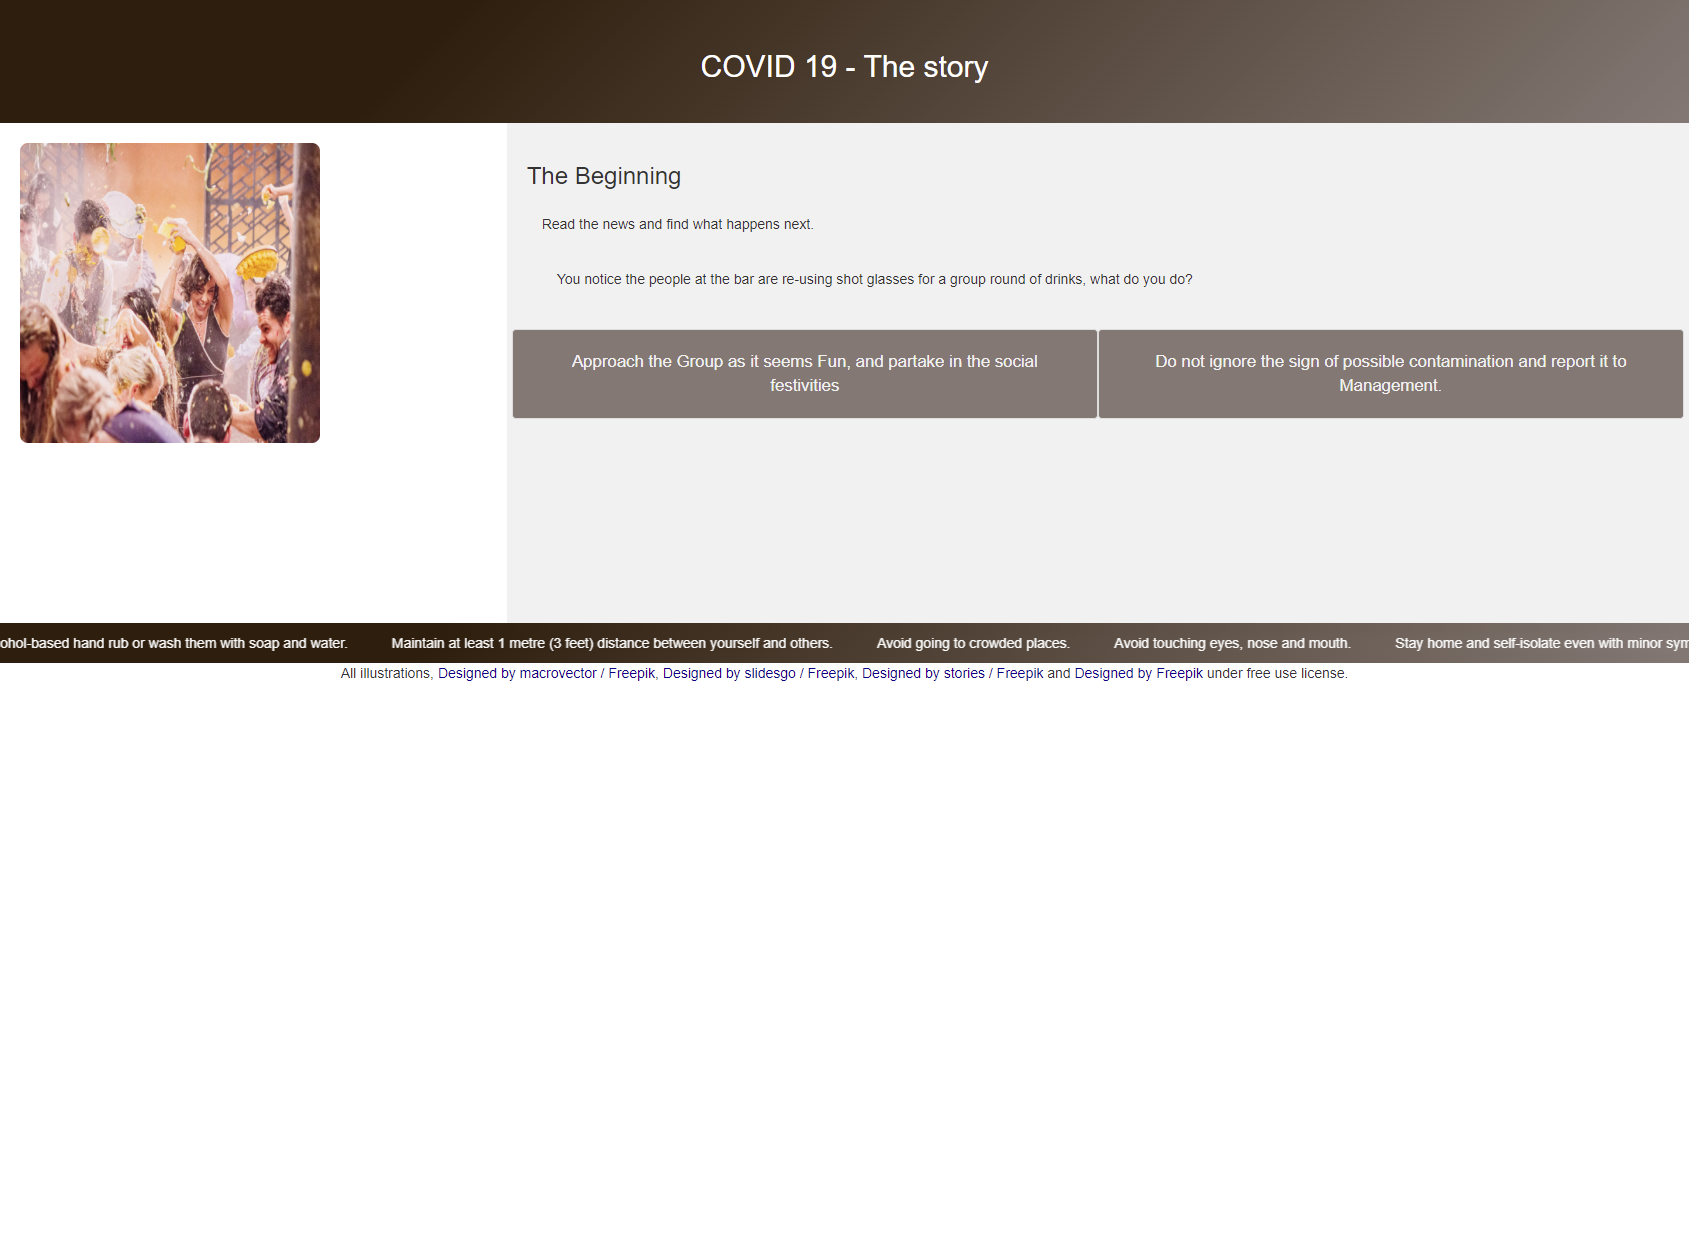 COVID 19 - The story
The Beginning
Read the news and find what happens next.
You notice the people at the bar are re-using shot glasses for a group round of drinks, what do you do?
Approach the Group as it seems Fun, and partake in the social
festivities
Do not ignore the sign of possible contamination and report it to
Management.
ohol-based hand rub or wash them with soap and water. Maintain at least 1 metre (3 feet) distance between yourself and others. Avoid going to crowded places. Avoid touching eyes, nose and mouth. Stay home and self-isolate even with minor sym
All illustrations, Designed by macrovector / Freepik, Designed by slidesgo / Freepik, Designed by stories / Freepik and Designed by Freepik under free use license.